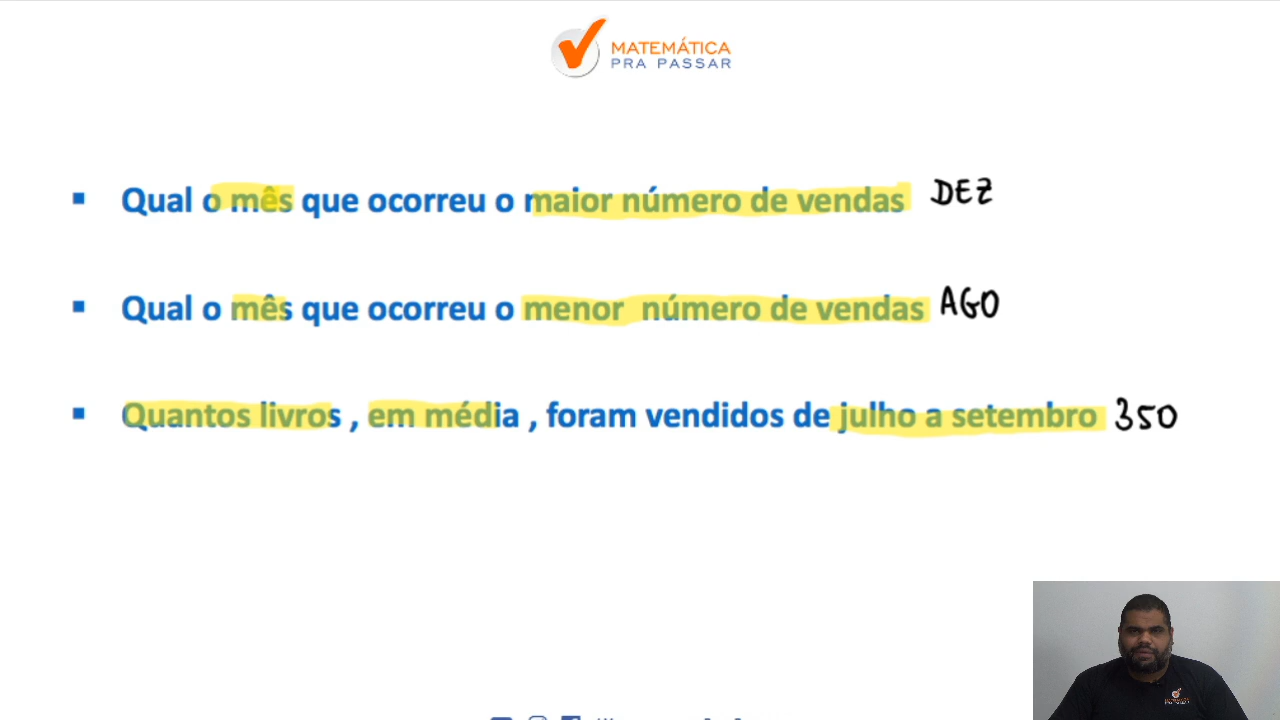 MATEMÁTICA
PRA PASSAR
Qual o mês que ocorreu o maior número de vendas DEZ
Qual o mês que ocorreu o menor número de vendas AGO
Quantos livros , em média , foram vendidos de julho a setembro 350